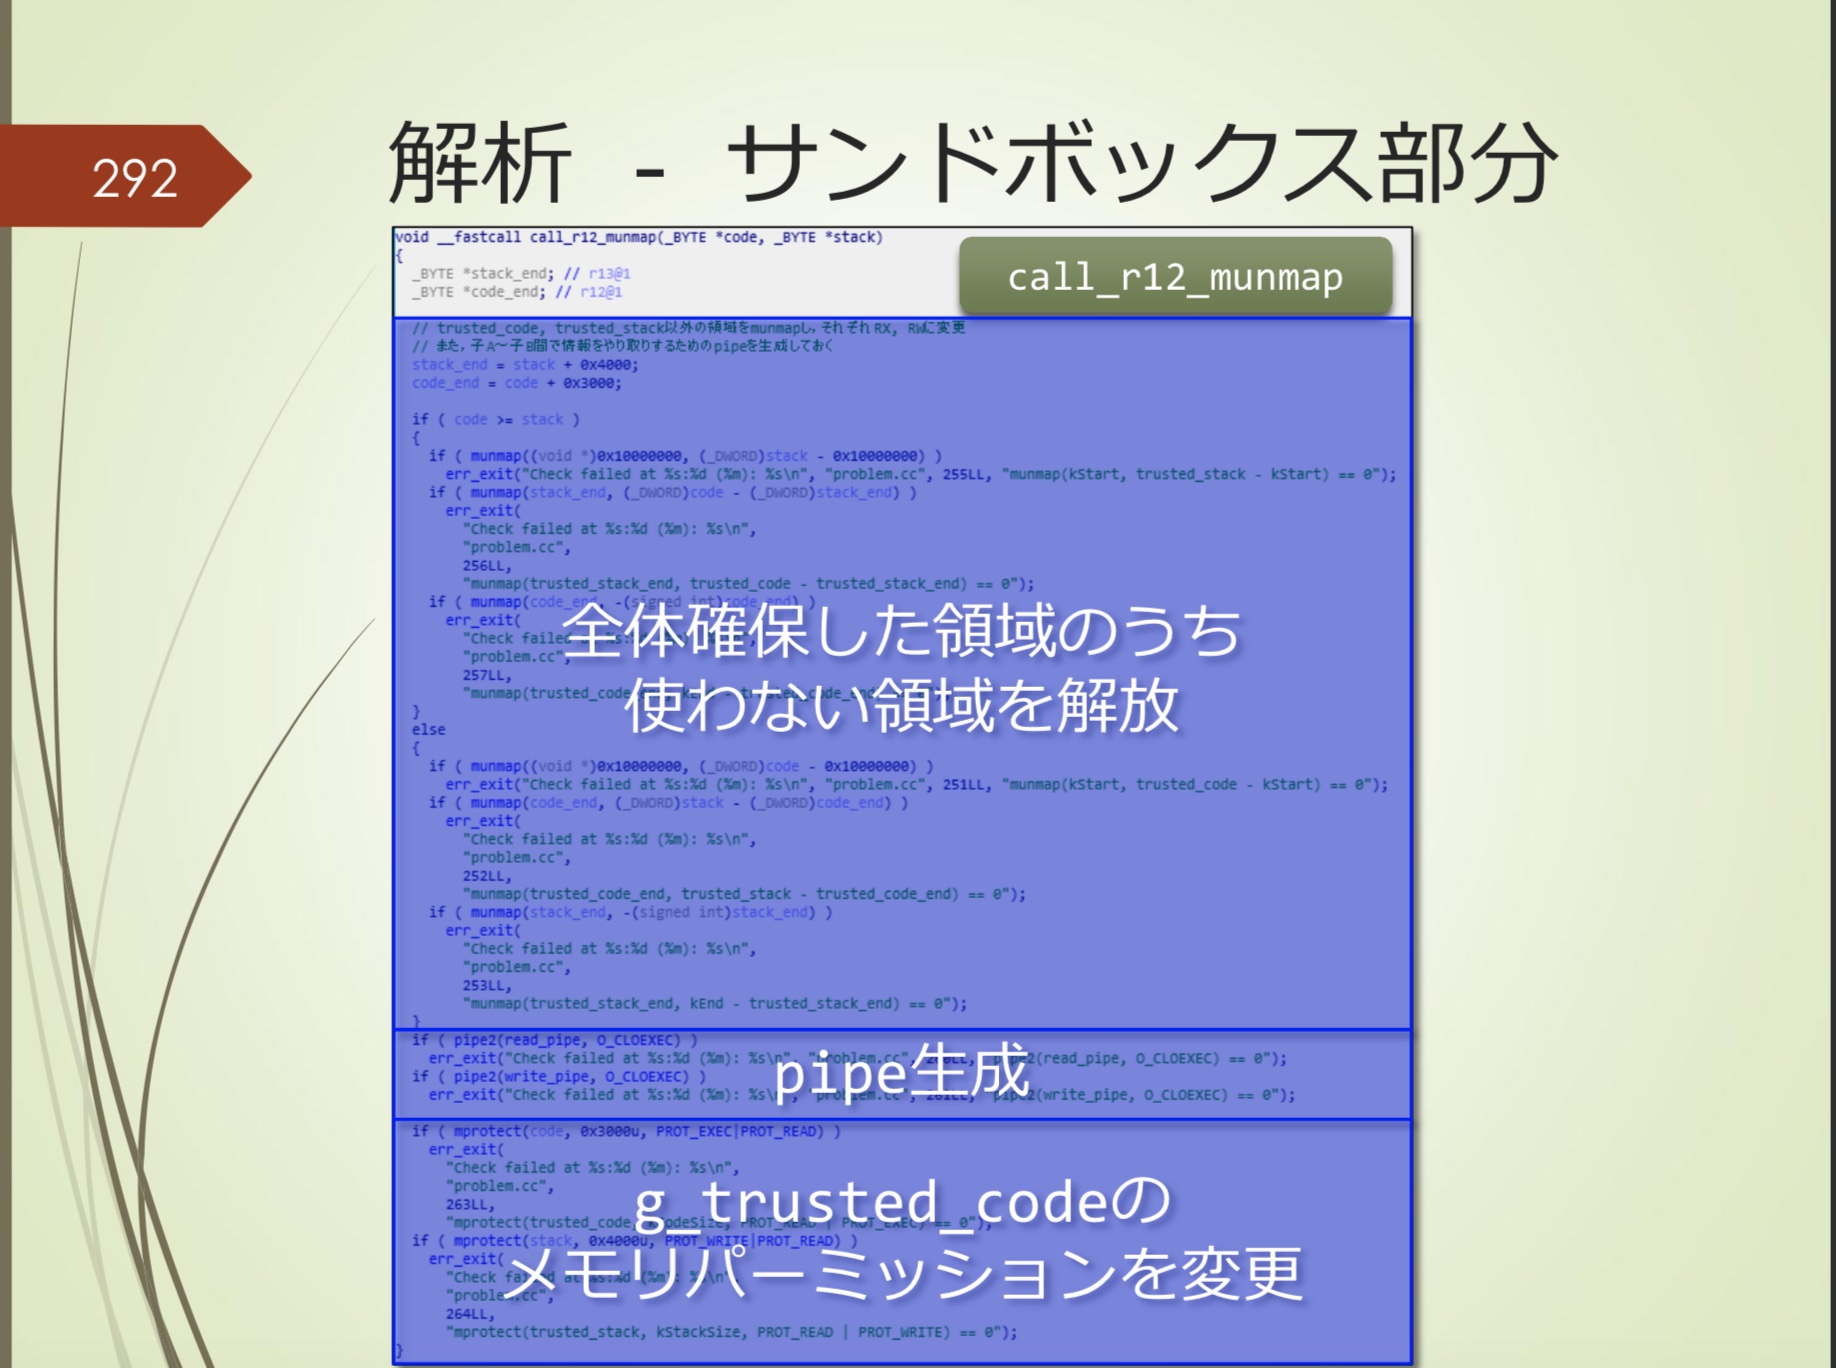 292
解析 - サンドボックス部分
void __fastcall call_r12_munmap(_BYTE *code, _BYTE *stack)
{
_BYTE *stack_end; // r13@1
_BYTE *code_end; // r12@1
call_r12_munmap
// trusted_code, trusted_stack以外の領域をmunmapし, それぞれRX, RWに変更
// また, 子A～子B間で情報をやり取りするためのpipeを生成しておく
stack_end = stack + 0x4000;
code_end = code + 0x3000;
if ( code >= stack )
{
if ( munmap((void *)0x10000000, (_DWORD)stack - 0x10000000) )
err_exit("Check failed at %s:%d (%m): %s\n", "problem.cc", 255LL, "munmap(kStart, trusted_stack - kStart) == 0");
if ( munmap(stack_end, (_DWORD)code - (_DWORD)stack_end) )
err_exit(
"Check failed at %s:%d (%m): %s\n",
"problem.cc",
256LL,
"munmap(trusted_stack_end, trusted_code - trusted_stack_end) == 0");
if ( munmap(code_end, -(signed int)code_end) )
err_exit(
"Check failed
"problem.cc",
257LL,
"munmap(trusted_code
}
全体確保した領域のうち
使わない領域を解放
else
{
if ( munmap((void *)0x10000000, (_DWORD)code - 0x10000000) )
err_exit("Check failed at %s:%d (%m): %s\n", "problem.cc", 251LL, "munmap(kStart, trusted_code - kStart) == 0");
if ( munmap(code_end, (_DWORD)stack - (_DWORD)code_end) )
err_exit(
"Check failed at %s:%d (%m): %s\n",
"problem.cc",
252LL,
"munmap(trusted_code_end, trusted_stack - trusted_code_end) == 0");
if ( munmap(stack_end, -(signed int)stack_end) )
err_exit(
"Check failed at %s:%d (%m): %s\n",
"problem.cc",
253LL,
"munmap(trusted_stack_end, kEnd - trusted_stack_end) == 0");
}
if ( pipe2(read_pipe, O_CLOEXEC) )
err_exit("Check failed at %s:%d (%m): %s\n", "problem.cc", "pipe2(read_pipe, O_CLOEXEC) == 0");
if ( pipe2(write_pipe, O_CLOEXEC) )
err_exit("Check failed at %s:%d (%m): %s\n", "problem.cc", 261LL, "pipe2(write_pipe, O_CLOEXEC) == 0");
pipe生成
if ( mprotect(code, 0x3000u, PROT_EXEC|PROT_READ) )
err_exit(
"Check failed at %s:%d (%m): %s\n",
"problem.cc",
263LL,
"mprotect(trusted_code, kCodeSize, PROT_READ | PROT_EXEC) == 0");
if ( mprotect(stack, 0x4000u, PROT_WRITE|PROT_READ) )
err_exit(
"Check failed at %s:%d (%m): %s\n",
"problem.cc",
264LL,
"mprotect(trusted_stack, kStackSize, PROT_READ | PROT_WRITE) == 0");
}
g_trusted_codeの
メモリパーミッションを変更